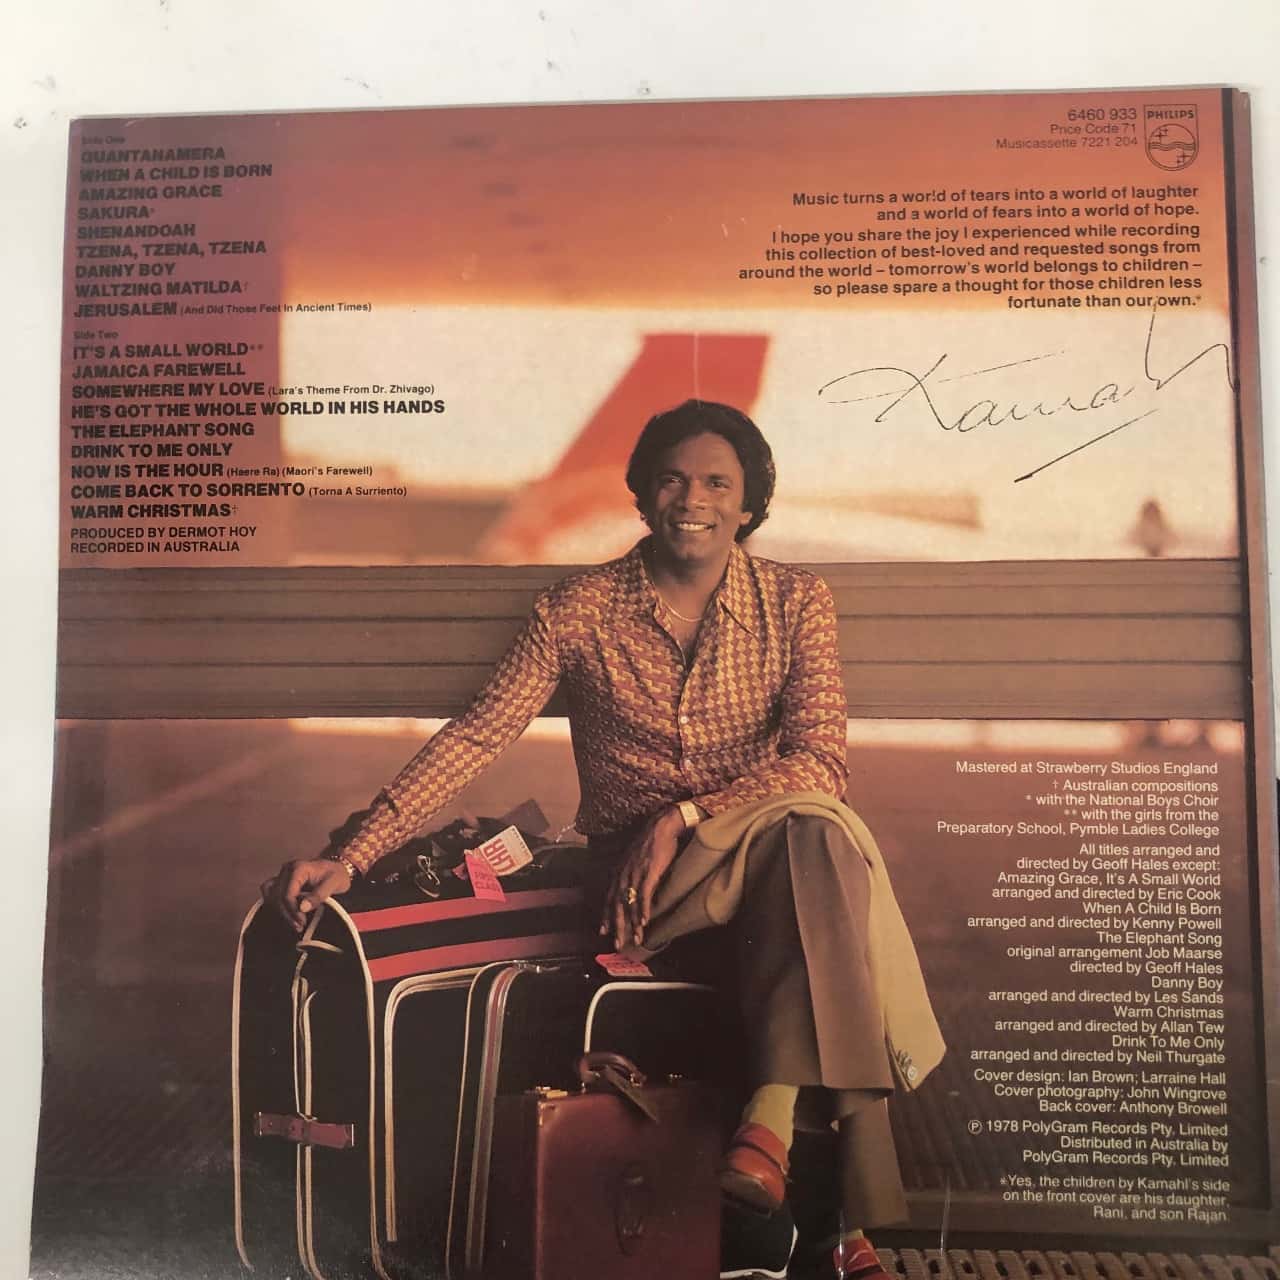 Side One
GUANTANAMERA
WHEN A CHILD IS BORN
AMAZING GRACE
SAKURA*
SHENANDOAH
TZENA, TZENA, TZENA
DANNY BOY
WALTZING MATILDA†
JERUSALEM (And Did Those Feet In Ancient Times)
Side Two
IT'S A SMALL WORLD**
JAMAICA FAREWELL
SOMEWHERE MY LOVE (Lara's Theme From Dr. Zhivago)
HE'S GOT THE WHOLE WORLD IN HIS HANDS
THE ELEPHANT SONG
DRINK TO ME ONLY
NOW IS THE HOUR (Haere Ra) (Maori's Farewell)
COME BACK TO SORRENTO (Torna A Surriento)
WARM CHRISTMAS†
PRODUCED BY DERMOT HOY
RECORDED IN AUSTRALIA
6460 933
Price Code 71
Musicassette 7221 204
PHILIPS
Music turns a world of tears into a world of laughter
and a world of fears into a world of hope.
I hope you share the joy I experienced while recording
this collection of best-loved and requested songs from
around the world – tomorrow's world belongs to children –
so please spare a thought for those children less
fortunate than our own.*
Kamahl
LHR
FIRST
CLASS
Mastered at Strawberry Studios England
† Australian compositions
* with the National Boys Choir
** with the girls from the
Preparatory School, Pymble Ladies College
All titles arranged and
directed by Geoff Hales except:
Amazing Grace, It's A Small World
arranged and directed by Eric Cook
When A Child Is Born
arranged and directed by Kenny Powell
The Elephant Song
original arrangement Job Maarse
directed by Geoff Hales
Danny Boy
arranged and directed by Les Sands
Warm Christmas
arranged and directed by Allan Tew
Drink To Me Only
arranged and directed by Neil Thurgate
Cover design: Ian Brown; Larraine Hall
Cover photography: John Wingrove
Back cover: Anthony Browell
℗ 1978 PolyGram Records Pty. Limited
Distributed in Australia by
PolyGram Records Pty. Limited
*Yes, the children by Kamahl's side
on the front cover are his daughter,
Rani, and son Rajan.